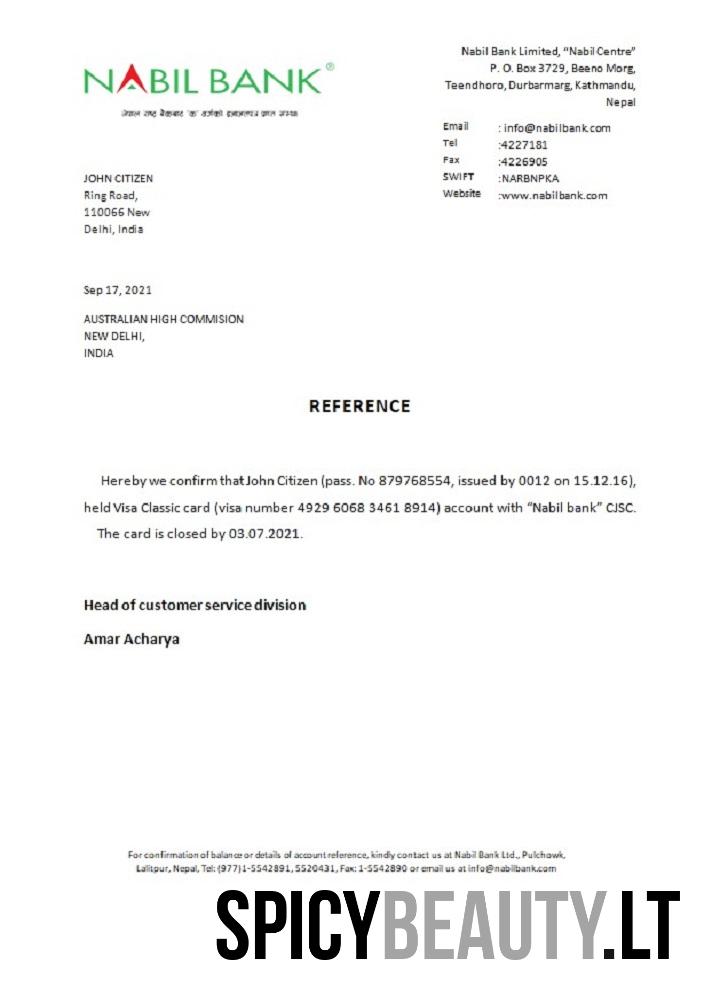 NABIL BANK®
Nabil Bank Limited, “Nabil Centre”
P. O. Box 3729, Beeno Morg,
Teendhoro, Durbarmarg, Kathmandu,
Nepal
Email : info@nabilbank.com
Tel :4227181
Fax :4226905
SWIFT :NARBNPKA
Website :www.nabilbank.com
JOHN CITIZEN
Ring Road,
110066 New
Delhi, India
Sep 17, 2021
AUSTRALIAN HIGH COMMISION
NEW DELHI,
INDIA
REFERENCE
Hereby we confirm that John Citizen (pass. No 879768554, issued by 0012 on 15.12.16),
held Visa Classic card (visa number 4929 6068 3461 8914) account with “Nabil bank” CJSC.
The card is closed by 03.07.2021.
Head of customer service division
Amar Acharya
For confirmation of balance or details of account reference, kindly contact us at Nabil Bank Ltd., Pulchowk,
Lalitpur, Nepal, Tel: (977)1-5542891, 5520431, Fax: 1-5542890 or email us at info@nabilbank.com
SPICYBEAUTY.LT